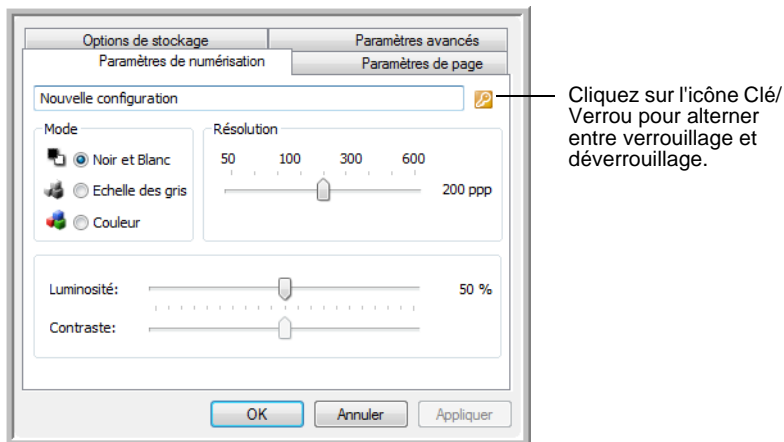 Options de stockage
Paramètres avancés
Paramètres de numérisation
Paramètres de page
Nouvelle configuration
Cliquez sur l'icône Clé/
Verrou pour alterner
entre verrouillage et
déverrouillage.
Mode
Noir et Blanc
Echelle des gris
Couleur
Résolution
50 100 300 600
200 ppp
Luminosité:
50 %
Contraste:
OK
Annuler
Appliquer